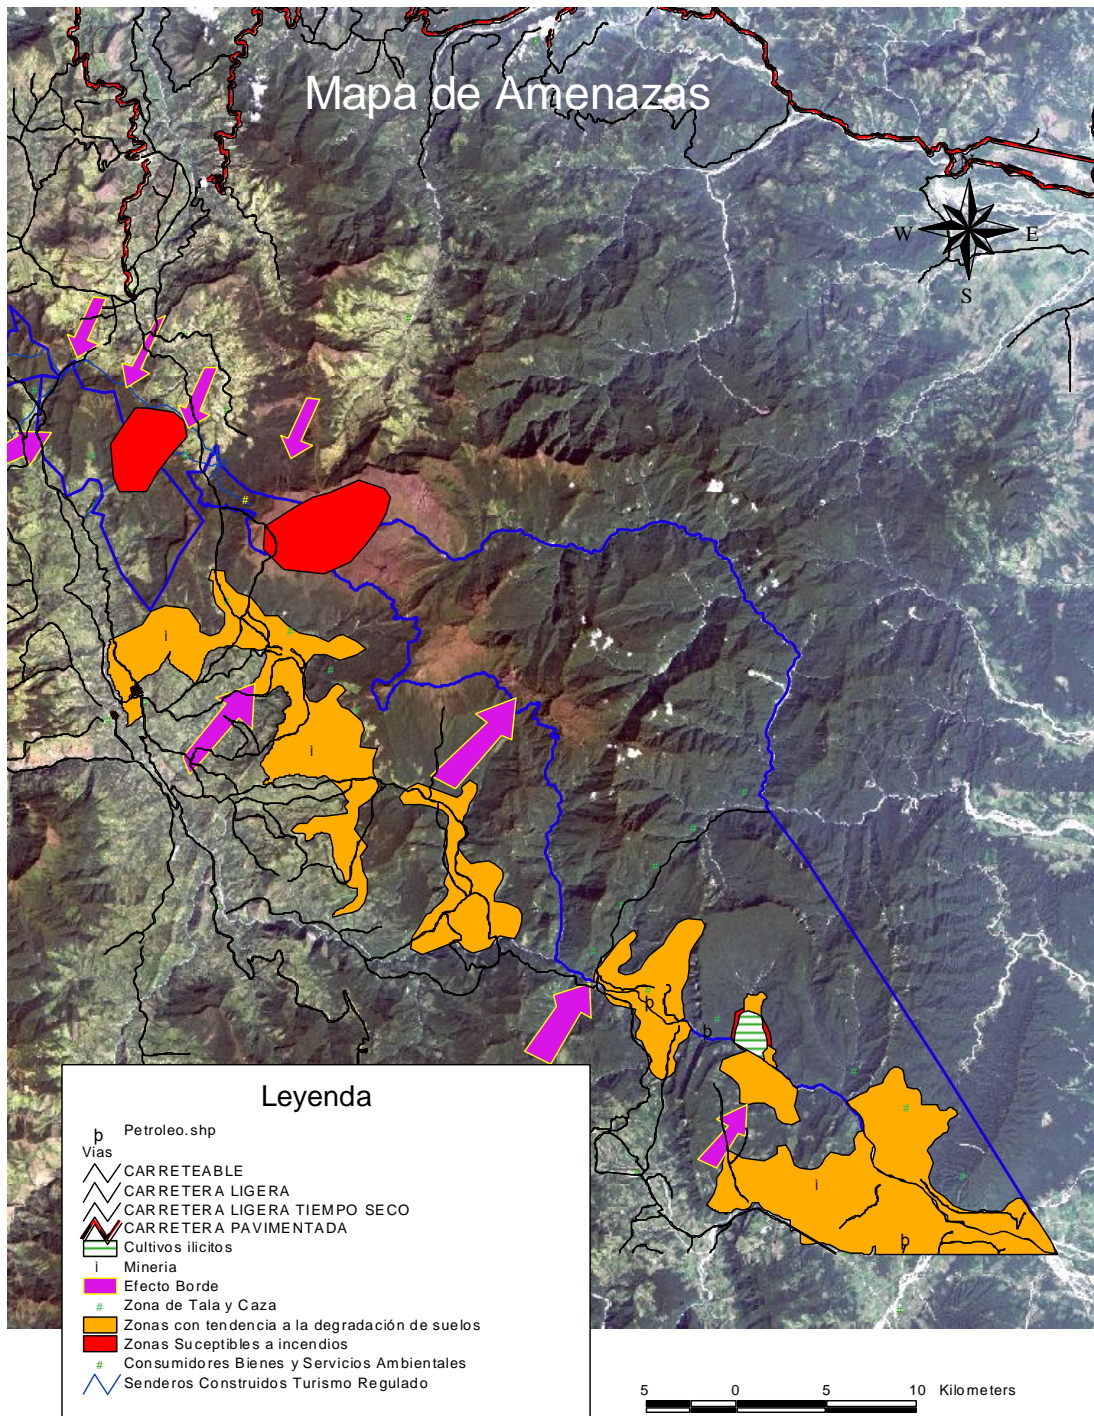 Mapa de Amenazas
W
E
S
Leyenda
þ Petroleo.shp
Vias
CARRETEABLE
CARRETERA LIGERA
CARRETERA LIGERA TIEMPO SECO
CARRETERA PAVIMENTADA
Cultivos ilicitos
ì Mineria
Efecto Borde
# Zona de Tala y Caza
Zonas con tendencia a la degradación de suelos
Zonas Suceptibles a incendios
# Consumidores Bienes y Servicios Ambientales
Senderos Construidos Turismo Regulado
5 0 5 10 Kilometers